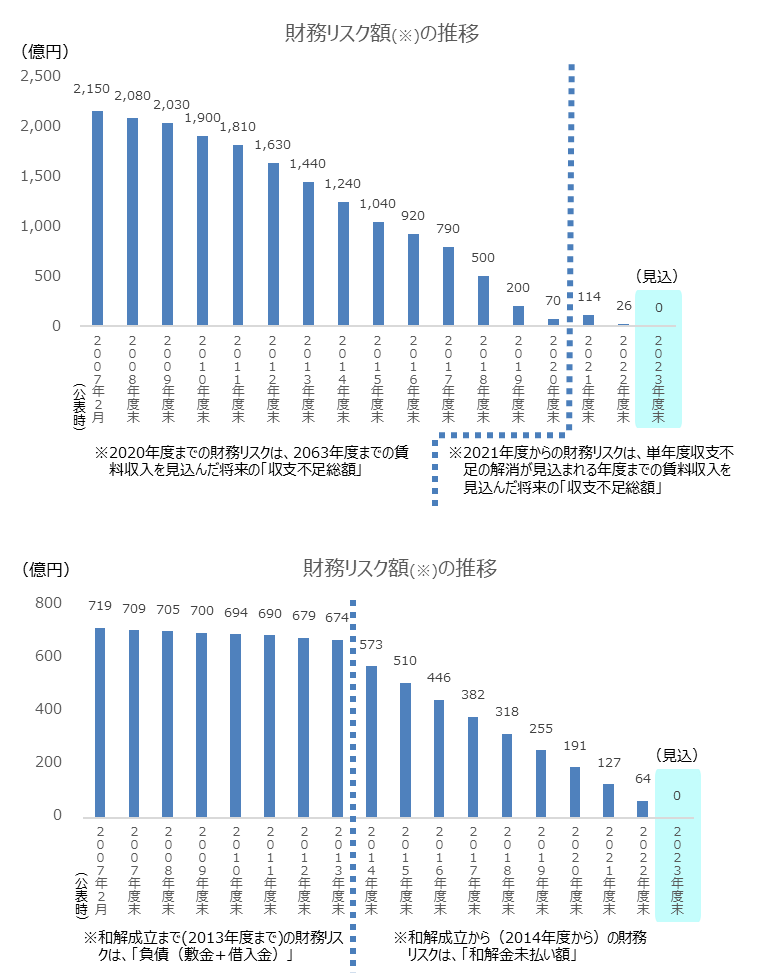 財務リスク額(※)の推移
（億円）
2,500
2,000
1,500
1,000
500
0
2,150
2,080
2,030
1,900
1,810
1,630
1,440
1,240
1,040
920
790
500
200
70
114
26
（見込）
0
2007年2月
（公表時）
2008年度末
2009年度末
2010年度末
2011年度末
2012年度末
2013年度末
2014年度末
2015年度末
2016年度末
2017年度末
2018年度末
2019年度末
2020年度末
2021年度末
2022年度末
2023年度末
※2020年度までの財務リスクは、2063年度までの賃
料収入を見込んだ将来の「収支不足総額」
※2021年度からの財務リスクは、単年度収支不
足の解消が見込まれる年度までの賃料収入を
見込んだ将来の「収支不足総額」
財務リスク額(※)の推移
（億円）
800
600
400
200
0
719
709
705
700
694
690
679
674
573
510
446
382
318
255
191
127
64
（見込）
0
2007年2月
（公表時）
2007年度末
2008年度末
2009年度末
2010年度末
2011年度末
2012年度末
2013年度末
2014年度末
2015年度末
2016年度末
2017年度末
2018年度末
2019年度末
2020年度末
2021年度末
2022年度末
2023年度末
※和解成立まで(2013年度まで)の財務リス
クは、「負債（敷金＋借入金）」
※和解成立から（2014年度から）の財務
リスクは、「和解金未払い額」